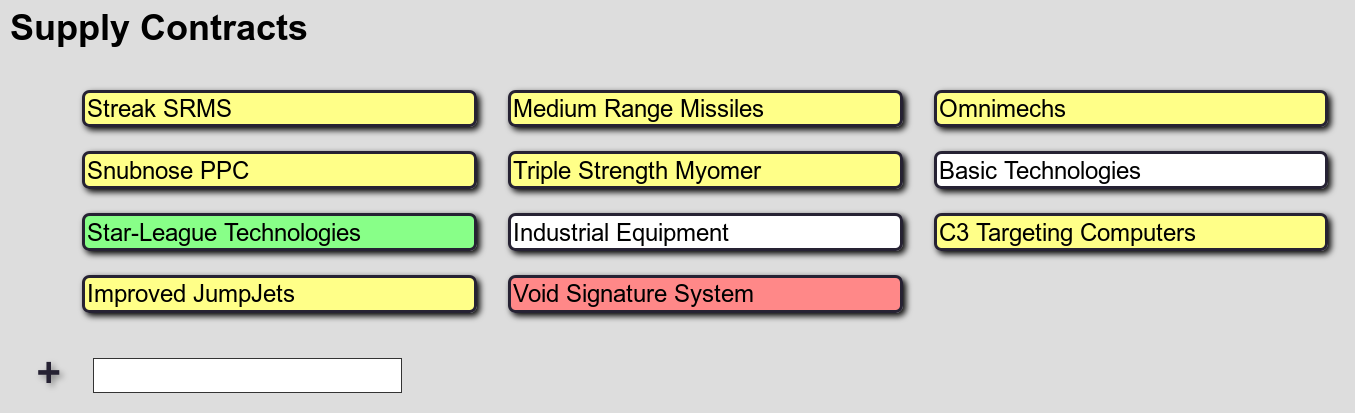 Supply Contracts
Streak SRMS
Medium Range Missiles
Omnimechs
Snubnose PPC
Triple Strength Myomer
Basic Technologies
Star-League Technologies
Industrial Equipment
C3 Targeting Computers
Improved JumpJets
Void Signature System
+